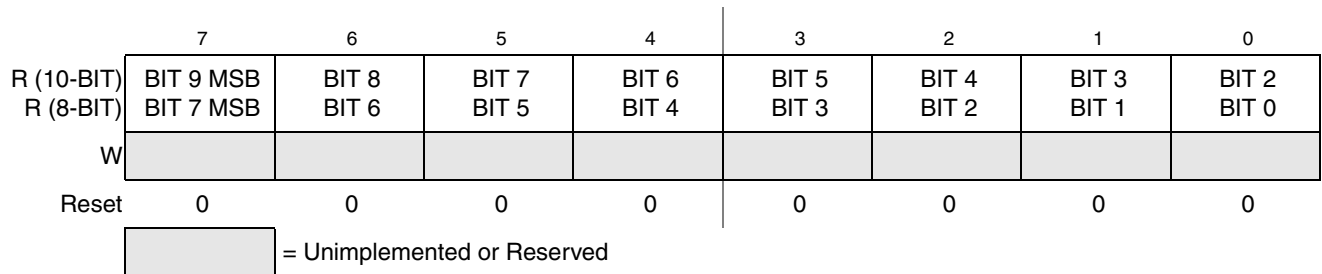 7 6 5 4 3 2 1 0
R (10-BIT) BIT 9 MSB BIT 8 BIT 7 BIT 6 BIT 5 BIT 4 BIT 3 BIT 2
R (8-BIT) BIT 7 MSB BIT 6 BIT 5 BIT 4 BIT 3 BIT 2 BIT 1 BIT 0
W
Reset 0 0 0 0 0 0 0 0
= Unimplemented or Reserved